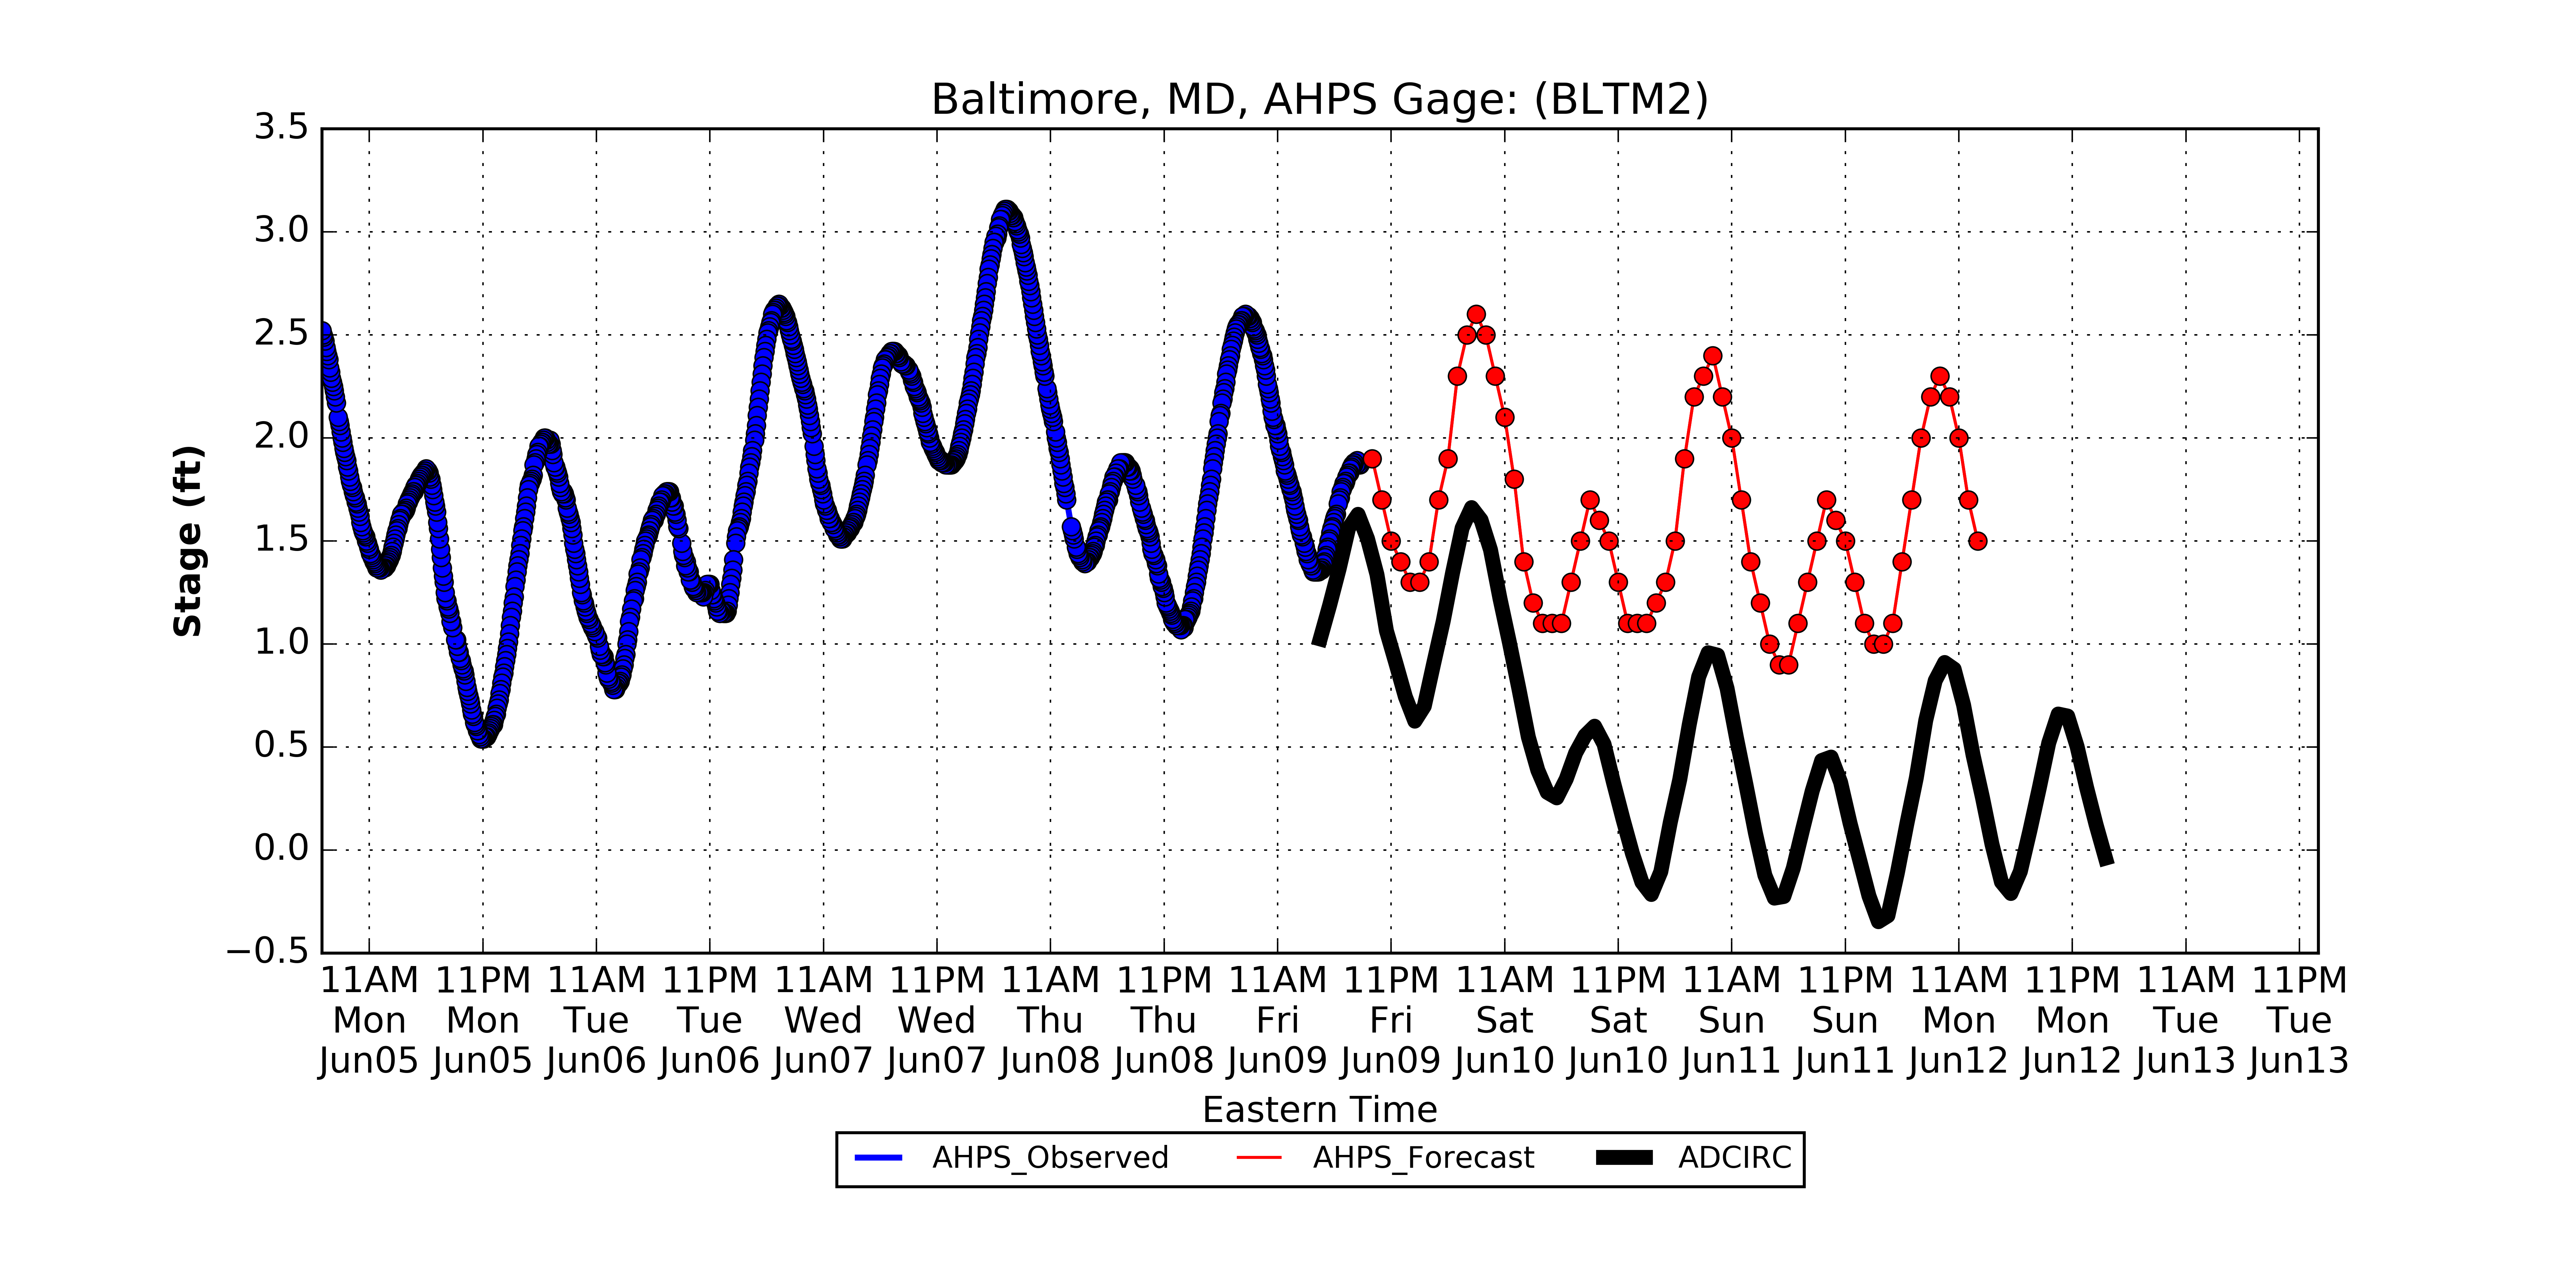 Baltimore, MD, AHPS Gage: (BLTM2)
Stage (ft)
3.5
3.0
2.5
2.0
1.5
1.0
0.5
0.0
−0.5
11AM 11PM 11AM 11PM 11AM 11PM 11AM 11PM 11AM 11PM 11AM 11PM 11AM 11PM 11AM 11PM 11AM 11PM
Mon Mon Tue Tue Wed Wed Thu Thu Fri Fri Sat Sat Sun Sun Mon Mon Tue Tue
Jun05 Jun05 Jun06 Jun06 Jun07 Jun07 Jun08 Jun08 Jun09 Jun09 Jun10 Jun10 Jun11 Jun11 Jun12 Jun12 Jun13 Jun13
Eastern Time
AHPS_Observed AHPS_Forecast ADCIRC